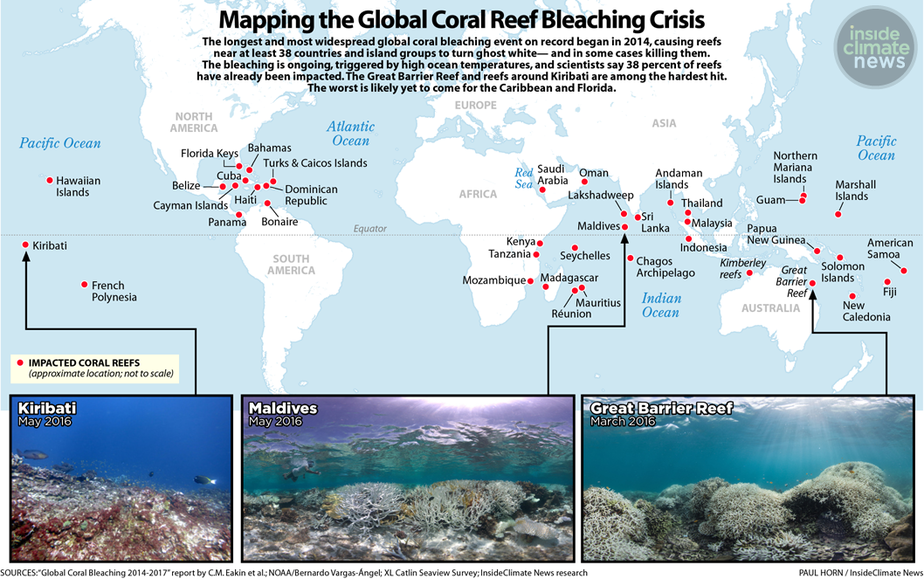 Mapping the Global Coral Reef Bleaching Crisis
The longest and most widespread global coral bleaching event on record began in 2014, causing reefs
near at least 38 countries and island groups to turn ghost white— and in some cases killing them.
The bleaching is ongoing, triggered by high ocean temperatures, and scientists say 38 percent of reefs
have already been impacted. The Great Barrier Reef and reefs around Kiribati are among the hardest hit.
The worst is likely yet to come for the Caribbean and Florida.
inside
climate
news
NORTH
AMERICA
EUROPE
ASIA
AFRICA
SOUTH
AMERICA
AUSTRALIA
Pacific Ocean
Atlantic
Ocean
Red
Sea
Indian
Ocean
Pacific
Ocean
Equator
Hawaiian
Islands
Kiribati
French
Polynesia
Florida Keys
Bahamas
Turks & Caicos Islands
Cuba
Belize
Cayman Islands
Haiti
Dominican
Republic
Panama
Bonaire
Saudi
Arabia
Oman
Lakshadweep
Maldives
Sri
Lanka
Andaman
Islands
Thailand
Malaysia
Indonesia
Kenya
Tanzania
Seychelles
Chagos
Archipelago
Mozambique
Madagascar
Mauritius
Réunion
Northern
Mariana
Islands
Guam
Marshall
Islands
Papua
New Guinea
Kimberley
reefs
Great
Barrier
Reef
Solomon
Islands
American
Samoa
Fiji
New
Caledonia
IMPACTED CORAL REEFS
(approximate location; not to scale)
Kiribati
May 2016
Maldives
May 2016
Great Barrier Reef
March 2016
SOURCES: "Global Coral Bleaching 2014-2017" report by C.M. Eakin et al.; NOAA/Bernardo Vargas-Ángel; XL Catlin Seaview Survey; InsideClimate News research
PAUL HORN / InsideClimate News